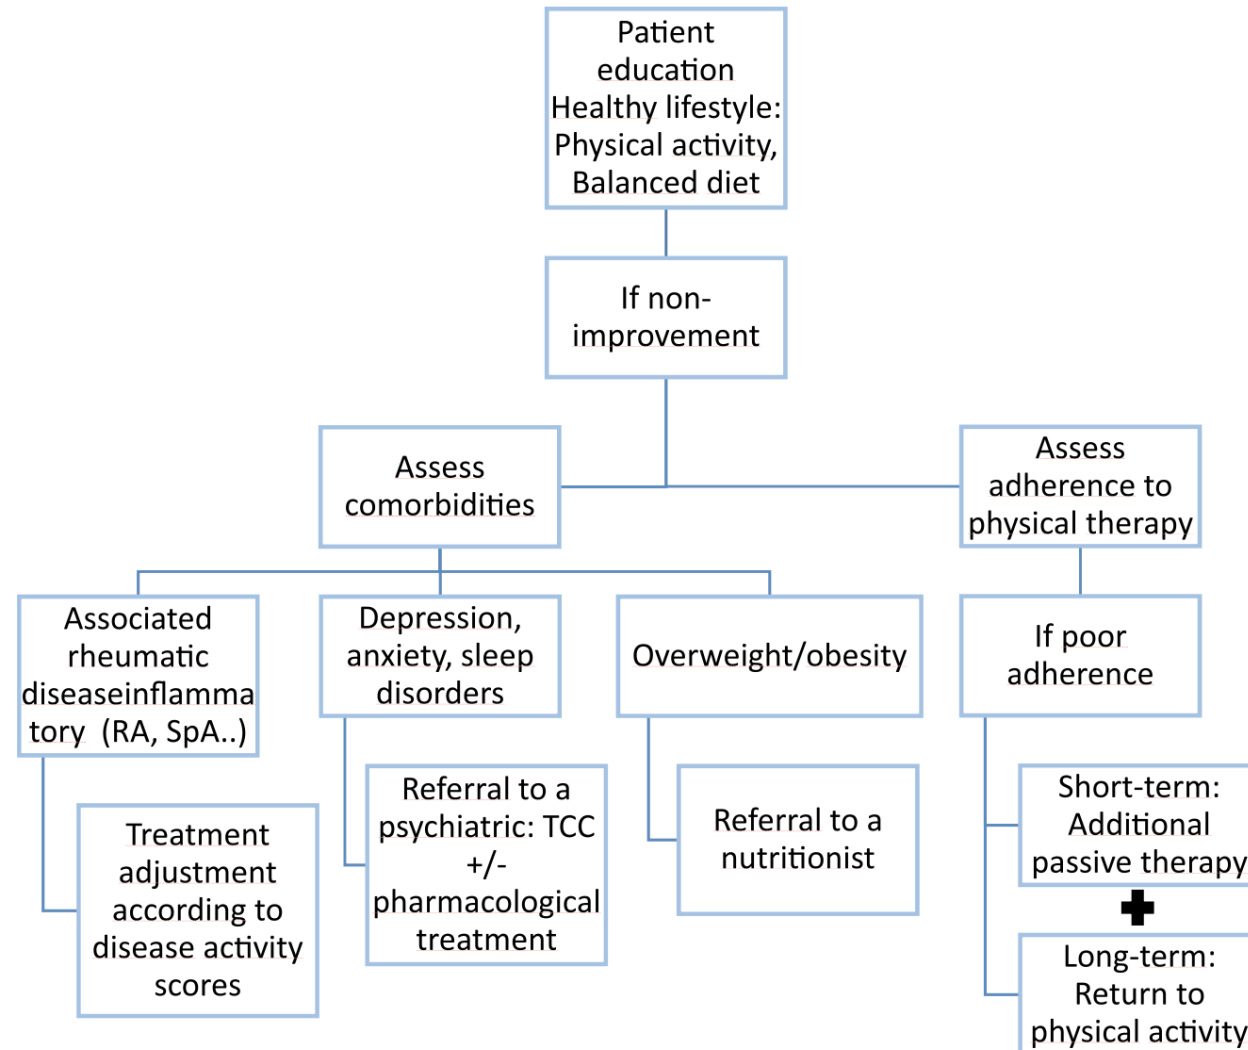 Patient
education
Healthy lifestyle:
Physical activity,
Balanced diet
If non-
improvement
Assess
comorbidities
Assess
adherence to
physical therapy
Associated
rheumatic
diseaseinflamma
tory (RA, SpA..)
Depression,
anxiety, sleep
disorders
Overweight/obesity
If poor
adherence
Treatment
adjustment
according to
disease activity
scores
Referral to a
psychiatric: TCC
+/-
pharmacological
treatment
Referral to a
nutritionist
Short-term:
Additional
passive therapy
Long-term:
Return to
physical activity